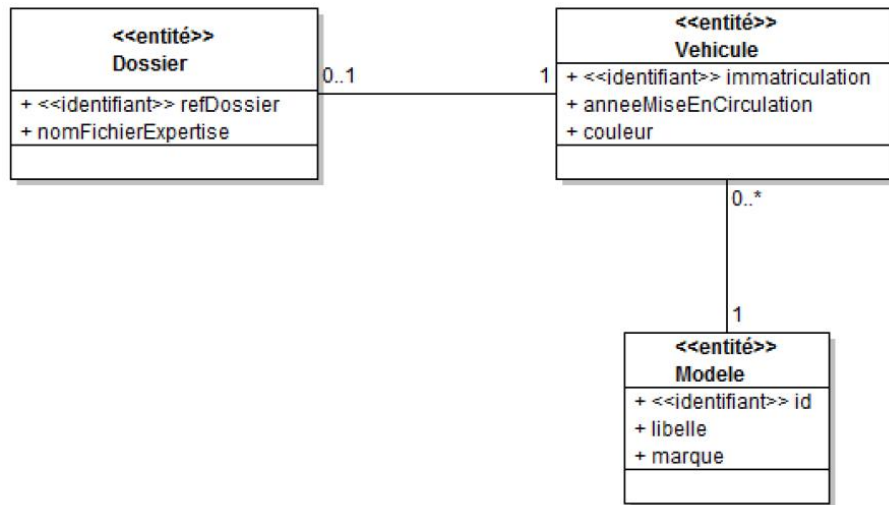 <<entité>>
Dossier
+ <<identifiant>> refDossier
+ nomFichierExpertise
0..1
1
<<entité>>
Vehicule
+ <<identifiant>> immatriculation
+ anneeMiseEnCirculation
+ couleur
0..*
1
<<entité>>
Modele
+ <<identifiant>> id
+ libelle
+ marque